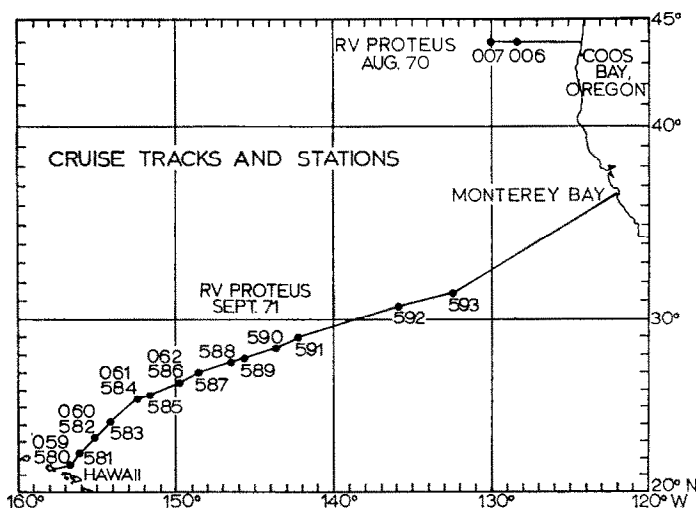 45°
RV PROTEUS
AUG. 70
007 006
COOS
BAY,
OREGON
40°
CRUISE TRACKS AND STATIONS
MONTEREY BAY
RV PROTEUS
SEPT. 71
593
592
30°
590
591
588
589
062
586
587
061
584
585
060
582
583
059
580
581
HAWAII
20° N
160°
150°
140°
130°
120° W